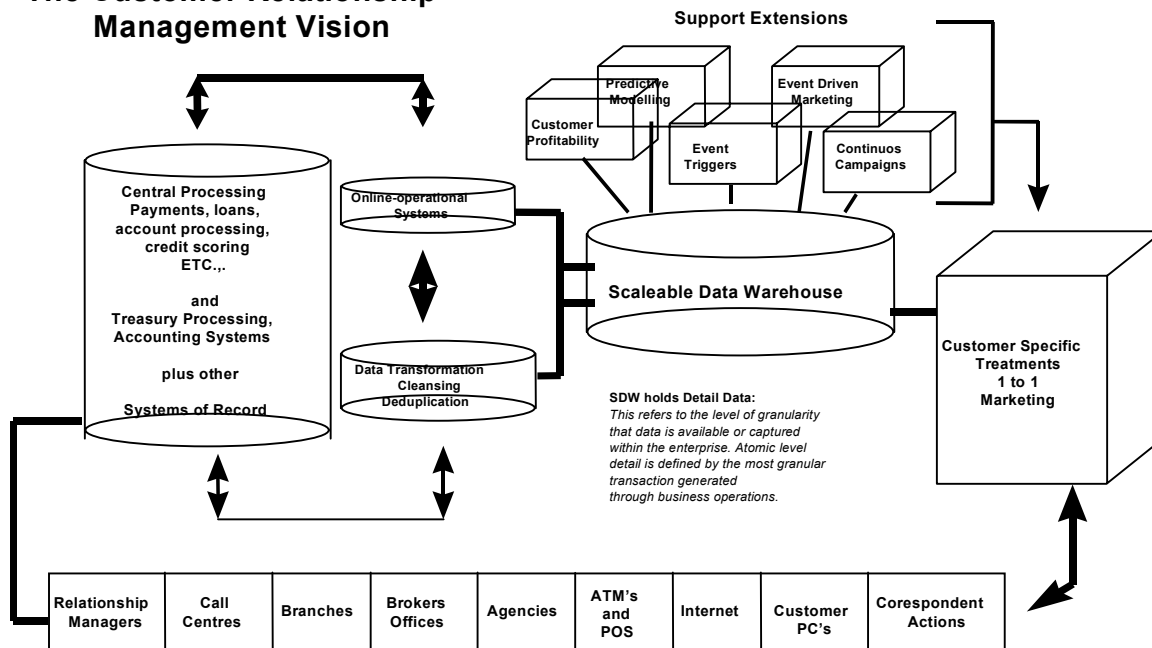 The Customer Relationship
Management Vision
Support Extensions
Predictive
Modelling
Event Driven
Marketing
Customer
Profitability
Event
Triggers
Continuos
Campaigns
Central Processing
Payments, loans,
account processing,
credit scoring
ETC.,.
and
Treasury Processing,
Accounting Systems
plus other
Systems of Record
Online-operational
Systems
Data Transformation
Cleansing
Deduplication
Scaleable Data Warehouse
SDW holds Detail Data:
This refers to the level of granularity
that data is available or captured
within the enterprise. Atomic level
detail is defined by the most granular
transaction generated
through business operations.
Customer Specific
Treatments
1 to 1
Marketing
Relationship
Managers
Call
Centres
Branches
Brokers
Offices
Agencies
ATM's
and
POS
Internet
Customer
PC's
Corespondent
Actions